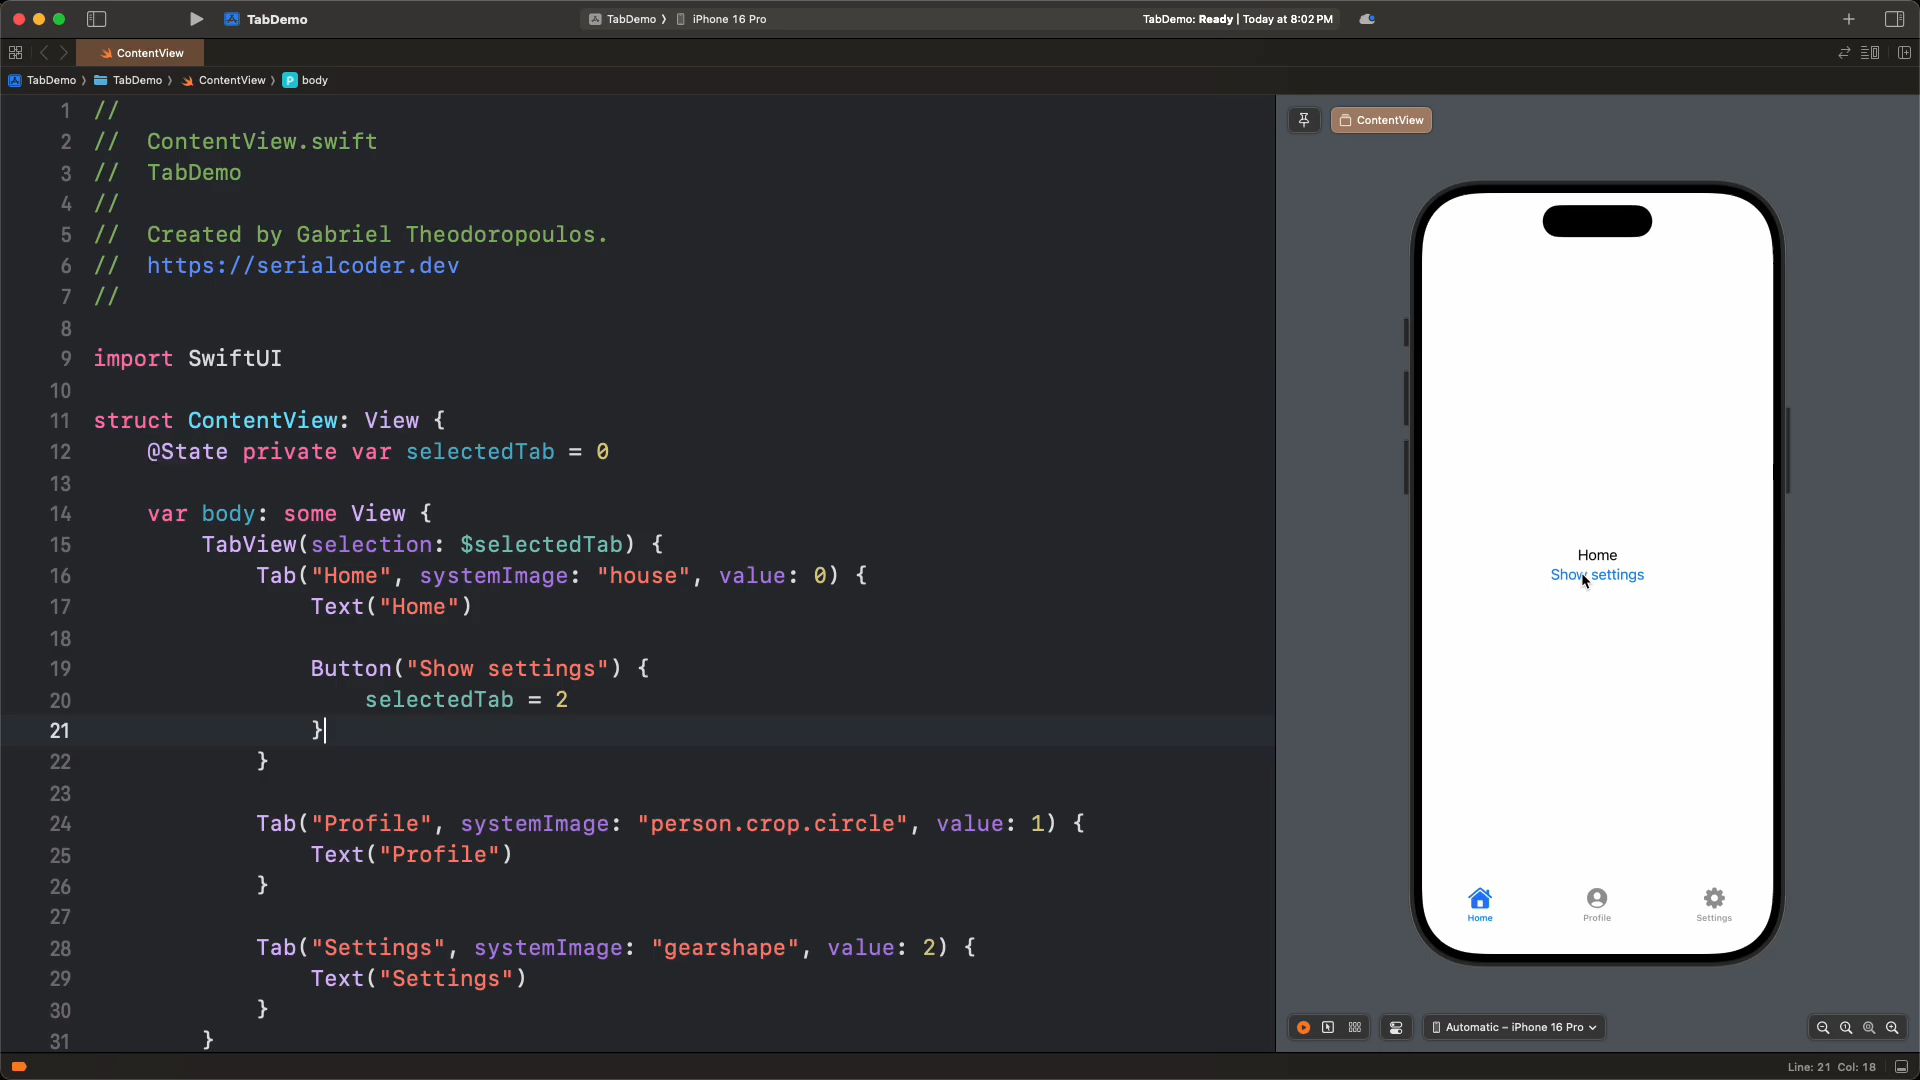 TabDemo
TabDemo 〉 iPhone 16 Pro
TabDemo: Ready | Today at 8:02 PM
ContentView
TabDemo 〉 TabDemo 〉 ContentView 〉 P body
1 //
2 //  ContentView.swift
3 //  TabDemo
4 //
5 //  Created by Gabriel Theodoropoulos.
6 //  https://serialcoder.dev
7 //
8
9 import SwiftUI
10
11 struct ContentView: View {
12     @State private var selectedTab = 0
13
14     var body: some View {
15         TabView(selection: $selectedTab) {
16             Tab("Home", systemImage: "house", value: 0) {
17                 Text("Home")
18
19                 Button("Show settings") {
20                     selectedTab = 2
21                 }
22             }
23
24             Tab("Profile", systemImage: "person.crop.circle", value: 1) {
25                 Text("Profile")
26             }
27
28             Tab("Settings", systemImage: "gearshape", value: 2) {
29                 Text("Settings")
30             }
31         }
ContentView
Home
Show settings
Home
Profile
Settings
Automatic – iPhone 16 Pro
Line: 21 Col: 18